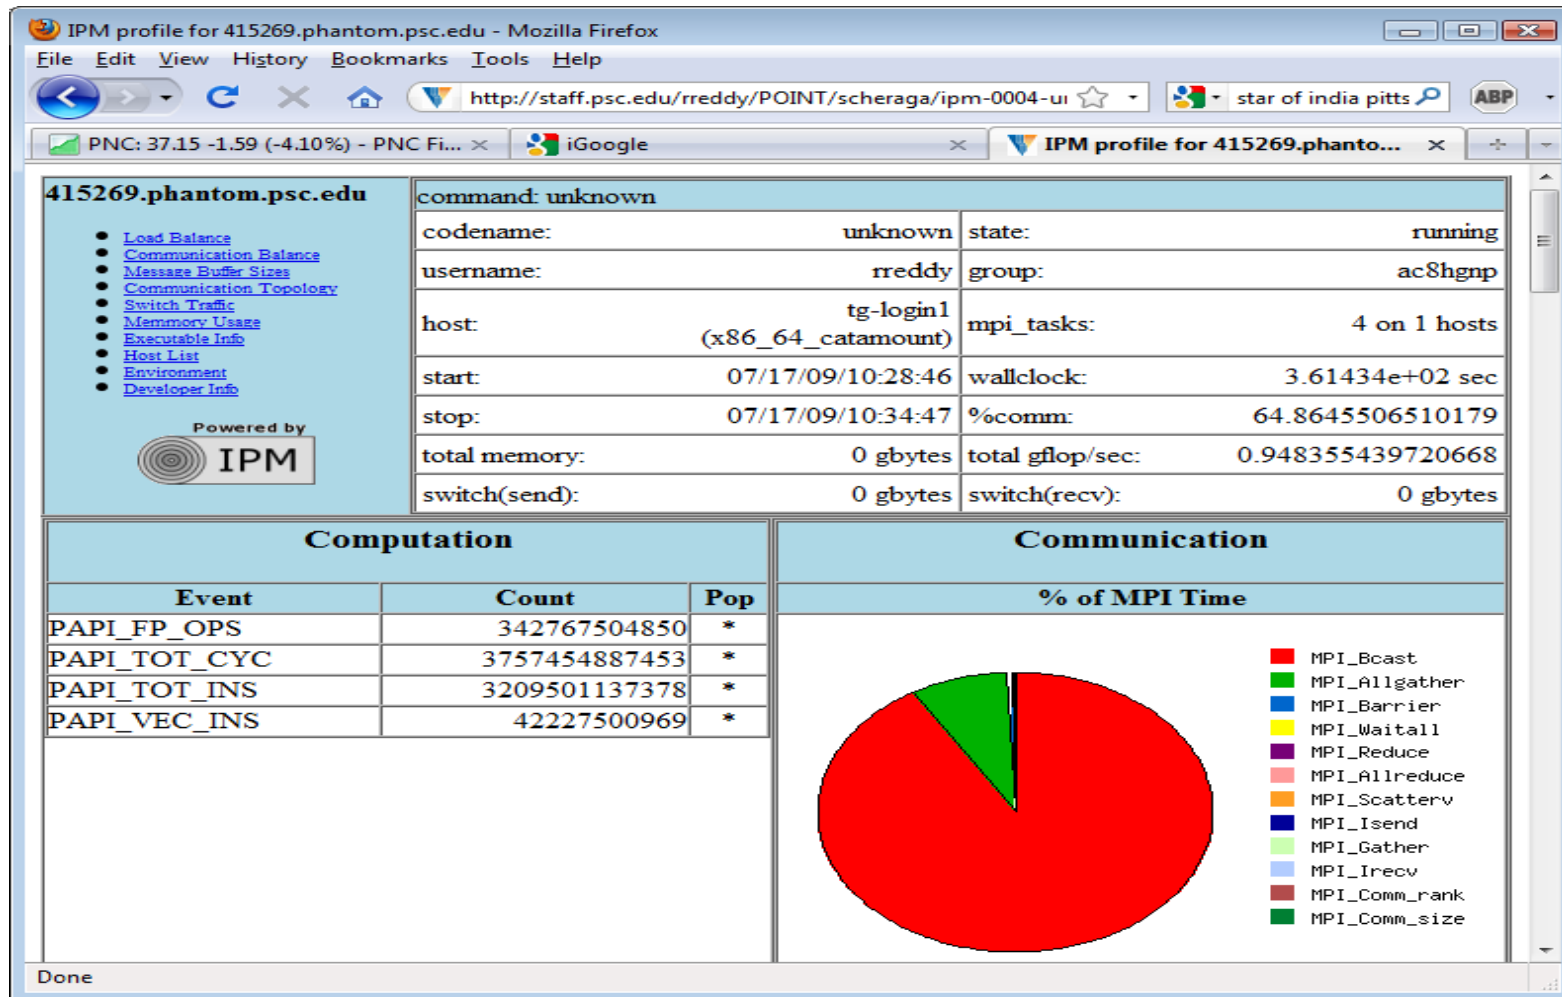 IPM profile for 415269.phantom.psc.edu - Mozilla Firefox
File Edit View History Bookmarks Tools Help
http://staff.psc.edu/rreddy/POINT/scheraga/ipm-0004-ui
star of india pitts
ABP
PNC: 37.15 -1.59 (-4.10%) - PNC Fi...
iGoogle
IPM profile for 415269.phanto...
415269.phantom.psc.edu
Load Balance
Communication Balance
Message Buffer Sizes
Communication Topology
Switch Traffic
Memmory Usage
Executable Info
Host List
Environment
Developer Info
Powered by
IPM
command: unknown
codename: unknown state: running
username: rreddy group: ac8hgnp
host: tg-login1 (x86_64_catamount) mpi_tasks: 4 on 1 hosts
start: 07/17/09/10:28:46 wallclock: 3.61434e+02 sec
stop: 07/17/09/10:34:47 %comm: 64.8645506510179
total memory: 0 gbytes total gflop/sec: 0.948355439720668
switch(send): 0 gbytes switch(recv): 0 gbytes
Computation
Event Count Pop
PAPI_FP_OPS 342767504850 *
PAPI_TOT_CYC 3757454887453 *
PAPI_TOT_INS 3209501137378 *
PAPI_VEC_INS 42227500969 *
Communication
% of MPI Time
MPI_Bcast
MPI_Allgather
MPI_Barrier
MPI_Waitall
MPI_Reduce
MPI_Allreduce
MPI_Scatterv
MPI_Isend
MPI_Gather
MPI_Irecv
MPI_Comm_rank
MPI_Comm_size
Done